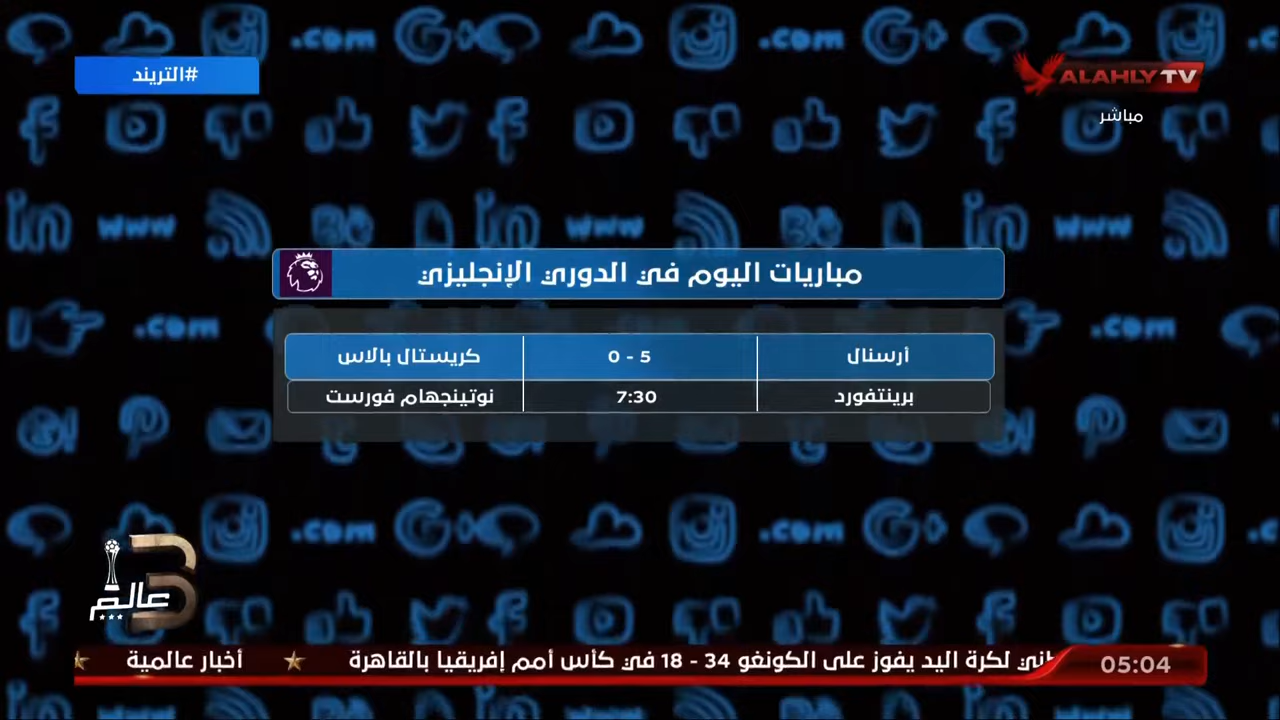 #التريند
ALAHLY TV
مباشر
مباريات اليوم في الدوري الإنجليزي
أرسنال 5 - 0 كريستال بالاس
برينتفورد 7:30 نوتينجهام فورست
3 عالم
05:04 لكرة اليد يفوز على الكونغو 34 - 18 في كأس أمم إفريقيا بالقاهرة أخبار عالمية